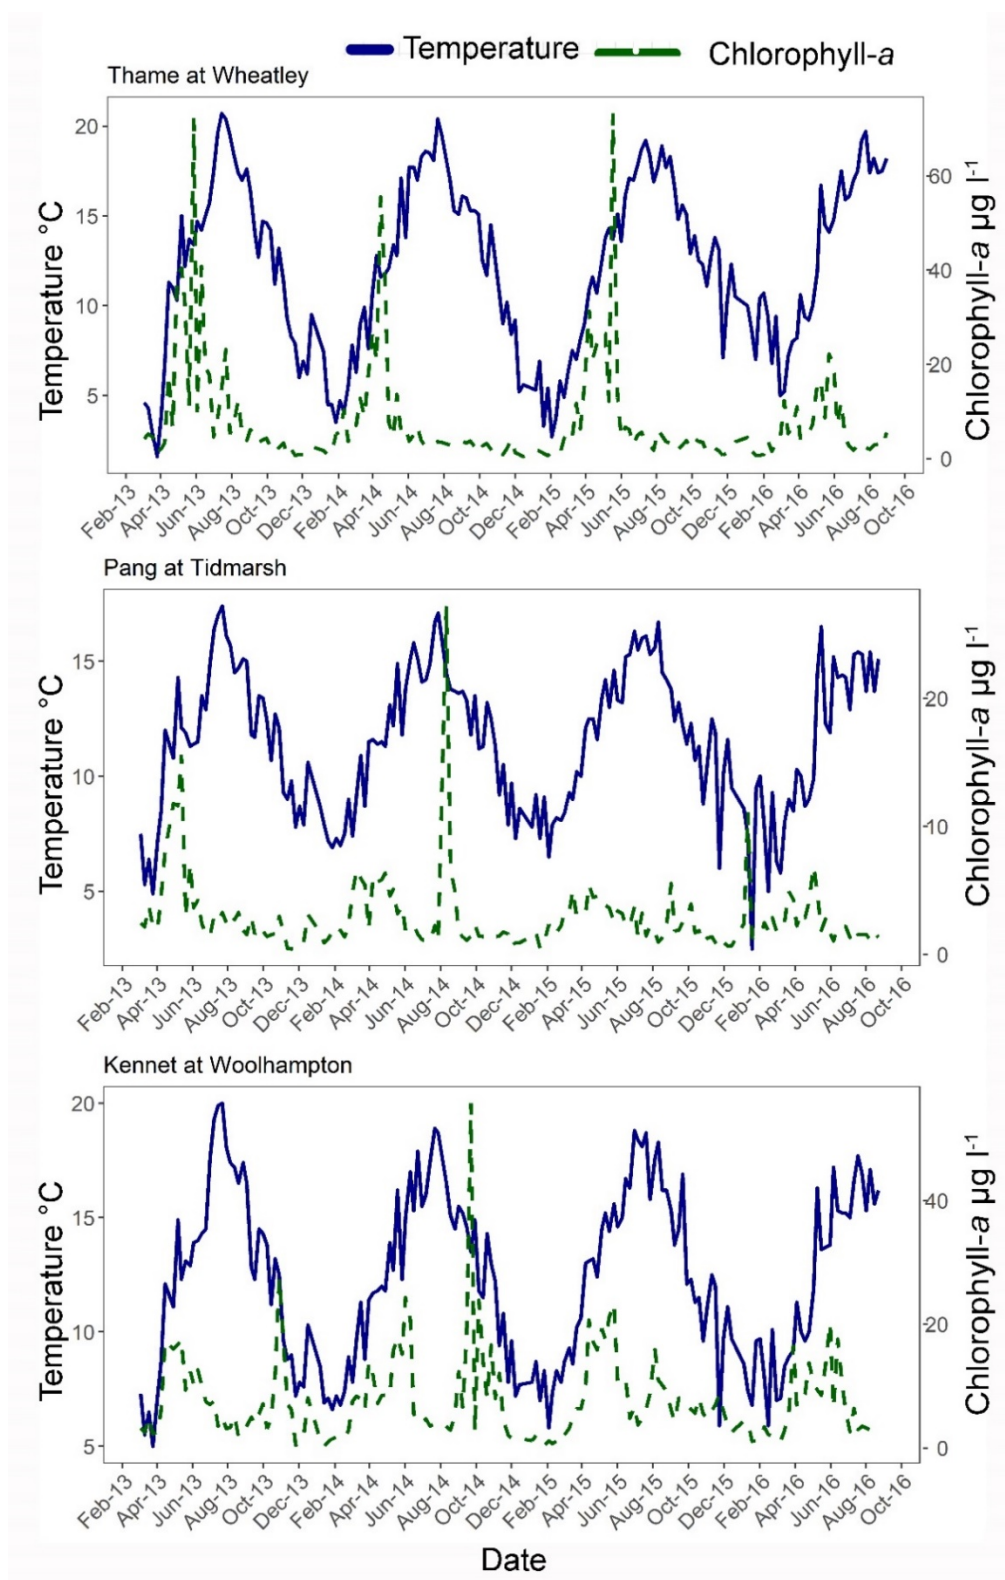 Temperature Chlorophyll-a
Thame at Wheatley
Temperature °C
20
15
10
5
Chlorophyll-a µg l-1
60
40
20
0
Feb-13 Apr-13 Jun-13 Aug-13 Oct-13 Dec-13 Feb-14 Apr-14 Jun-14 Aug-14 Oct-14 Dec-14 Feb-15 Apr-15 Jun-15 Aug-15 Oct-15 Dec-15 Feb-16 Apr-16 Jun-16 Aug-16 Oct-16
Pang at Tidmarsh
Temperature °C
15
10
5
Chlorophyll-a µg l-1
20
10
0
Feb-13 Apr-13 Jun-13 Aug-13 Oct-13 Dec-13 Feb-14 Apr-14 Jun-14 Aug-14 Oct-14 Dec-14 Feb-15 Apr-15 Jun-15 Aug-15 Oct-15 Dec-15 Feb-16 Apr-16 Jun-16 Aug-16 Oct-16
Kennet at Woolhampton
Temperature °C
20
15
10
5
Chlorophyll-a µg l-1
40
20
0
Feb-13 Apr-13 Jun-13 Aug-13 Oct-13 Dec-13 Feb-14 Apr-14 Jun-14 Aug-14 Oct-14 Dec-14 Feb-15 Apr-15 Jun-15 Aug-15 Oct-15 Dec-15 Feb-16 Apr-16 Jun-16 Aug-16 Oct-16
Date